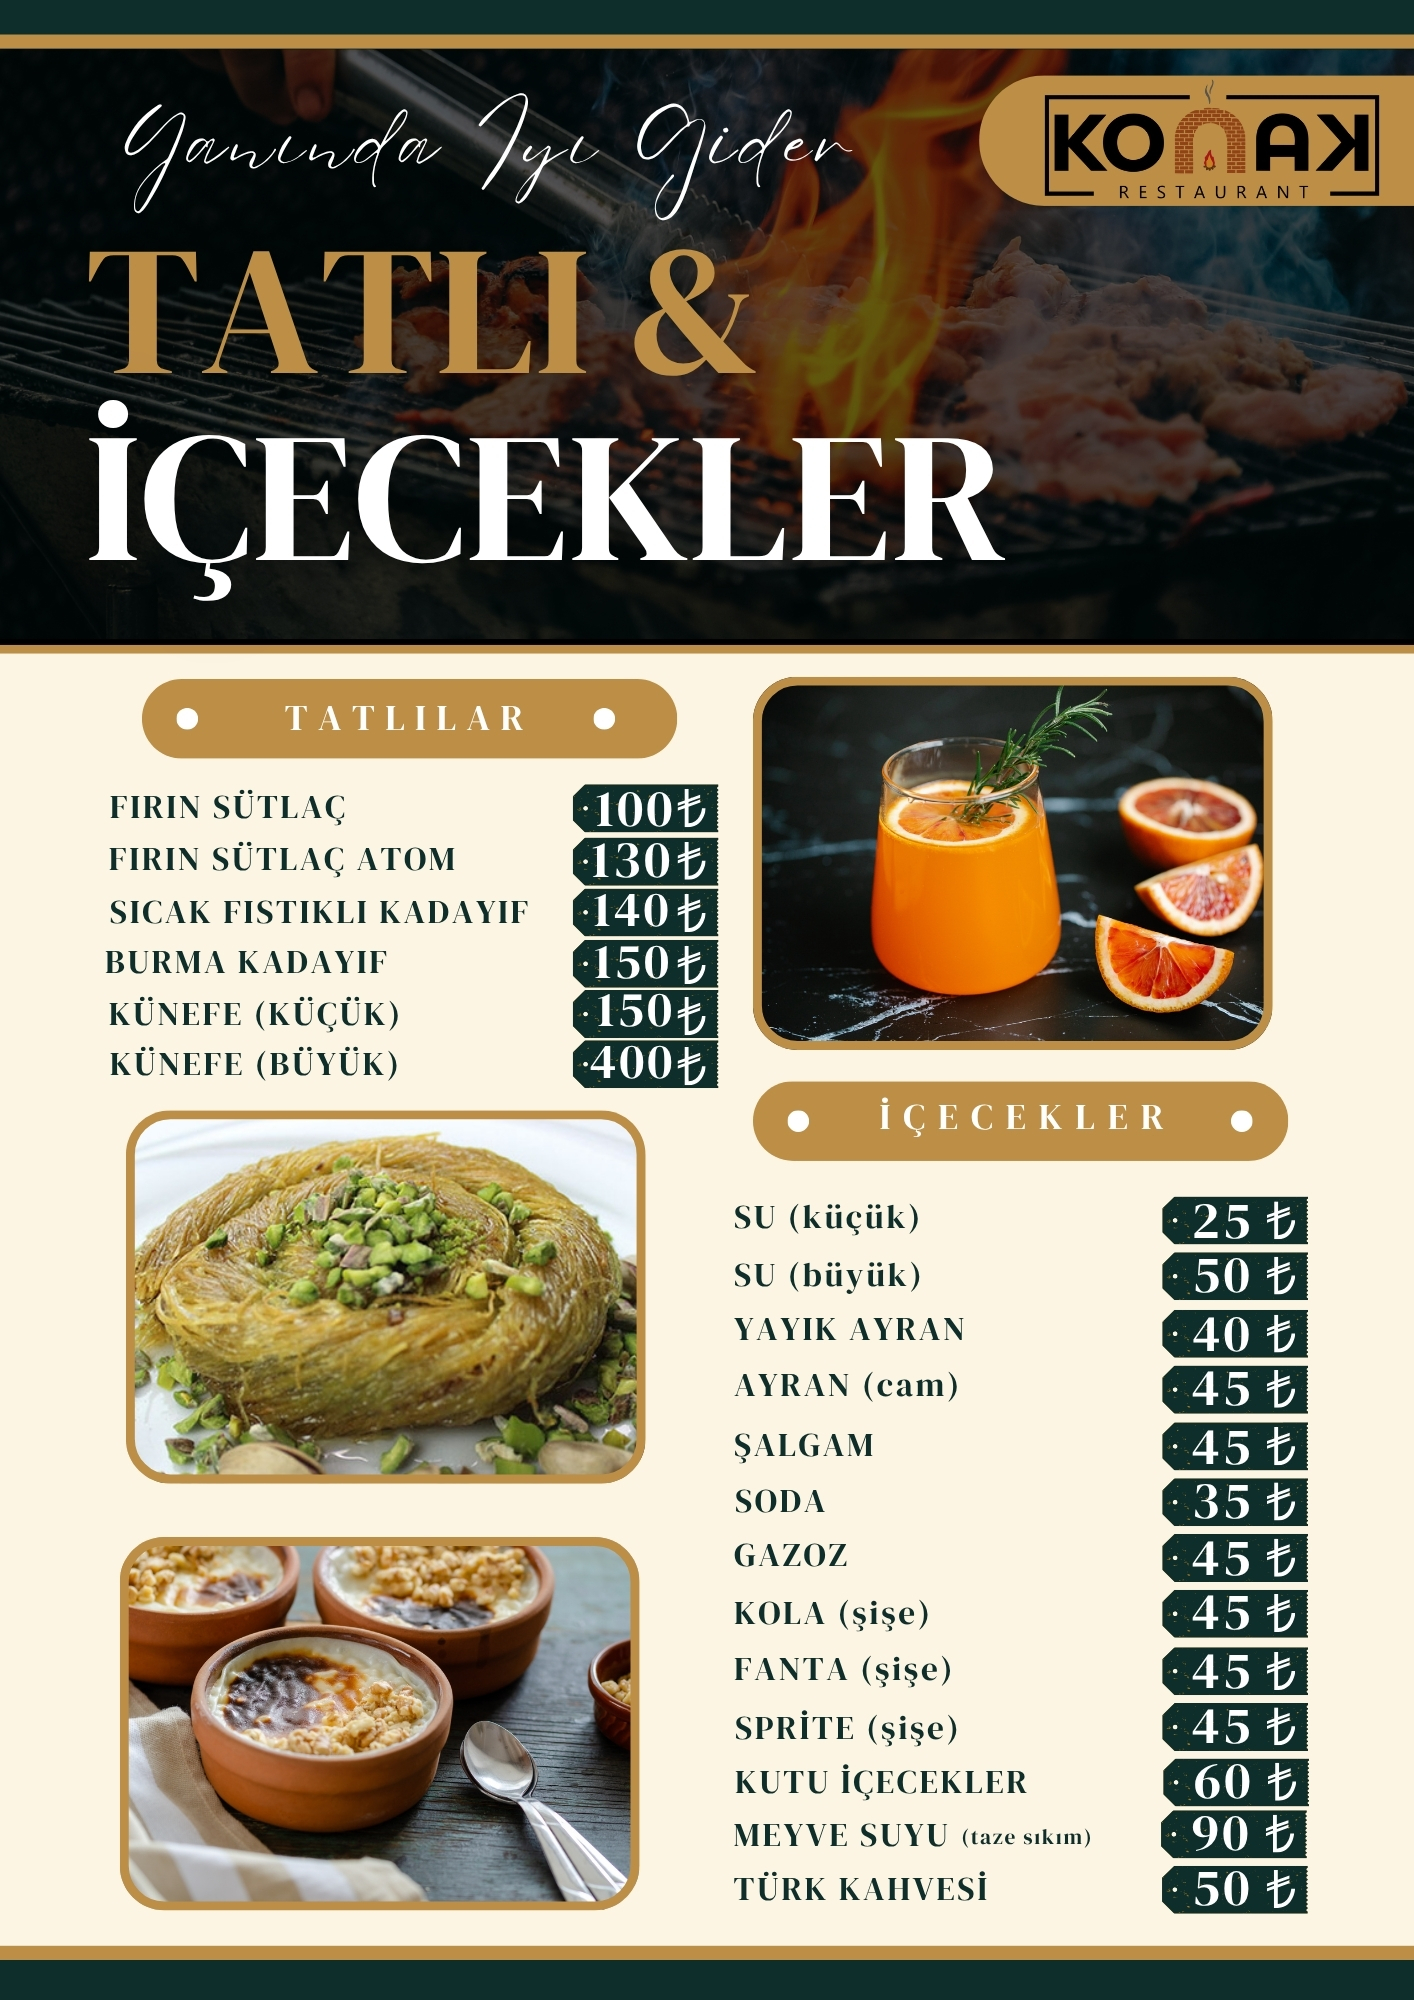 Yanında Iyi Gider
KONAK
RESTAURANT
TATLI &
İÇECEKLER
TATLILAR
FIRIN SÜTLAÇ 100₺
FIRIN SÜTLAÇ ATOM 130₺
SICAK FISTIKLI KADAYIF 140₺
BURMA KADAYIF 150₺
KÜNEFE (KÜÇÜK) 150₺
KÜNEFE (BÜYÜK) 400₺
İÇECEKLER
SU (küçük) 25 ₺
SU (büyük) 50 ₺
YAYIK AYRAN 40 ₺
AYRAN (cam) 45 ₺
ŞALGAM 45 ₺
SODA 35 ₺
GAZOZ 45 ₺
KOLA (şişe) 45 ₺
FANTA (şişe) 45 ₺
SPRİTE (şişe) 45 ₺
KUTU İÇECEKLER 60 ₺
MEYVE SUYU (taze sıkım) 90 ₺
TÜRK KAHVESİ 50 ₺